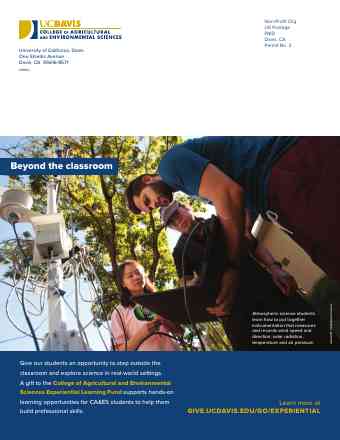 UCDAVIS
COLLEGE OF AGRICULTURAL
AND ENVIRONMENTAL SCIENCES
University of California, Davis
One Shields Avenue
Davis, CA 95616-8571
Non-Profit Org
US Postage
PAID
Davis, CA
Permit No. 3
Beyond the classroom
Atmospheric science students
learn how to put together
instrumentation that measures
and records wind speed and
direction, solar radiation,
temperature and air pressure.
Give our students an opportunity to step outside the
classroom and explore science in real-world settings.
A gift to the College of Agricultural and Environmental
Sciences Experiential Learning Fund supports hands-on
learning opportunities for CA&ES students to help them
build professional skills.
Learn more at
GIVE.UCDAVIS.EDU/GO/EXPERIENTIAL